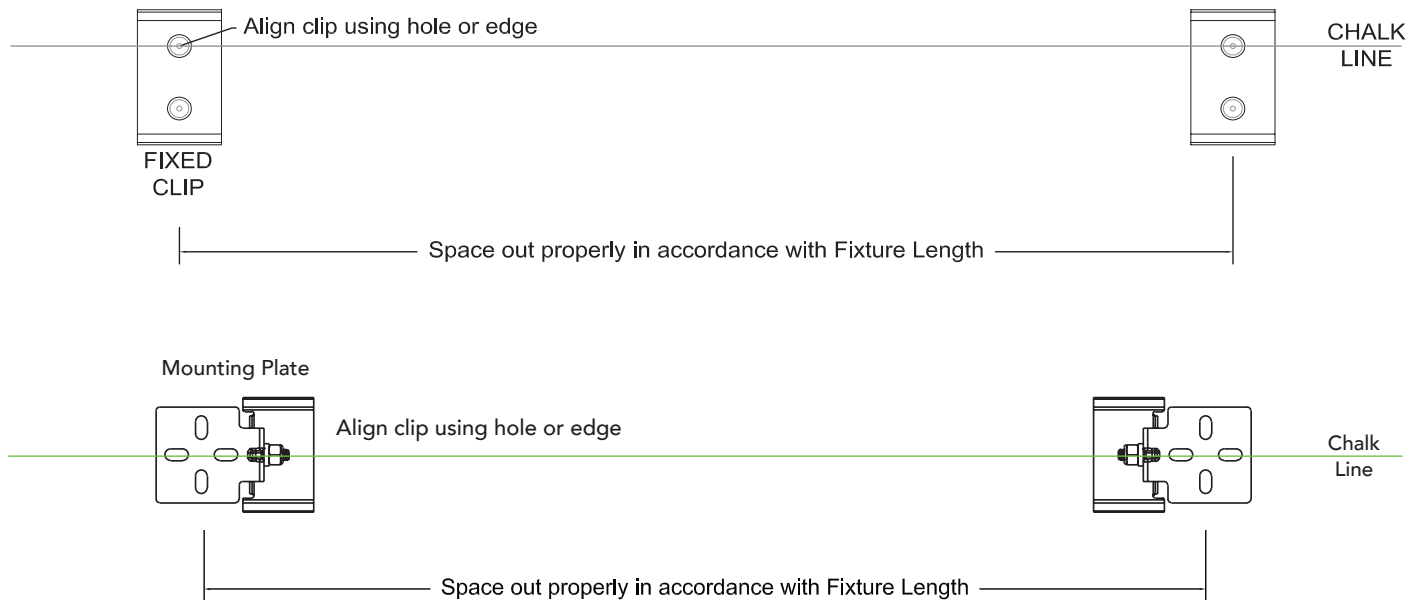 Align clip using hole or edge
CHALK
LINE
FIXED
CLIP
Space out properly in accordance with Fixture Length
Mounting Plate
Align clip using hole or edge
Chalk
Line
Space out properly in accordance with Fixture Length